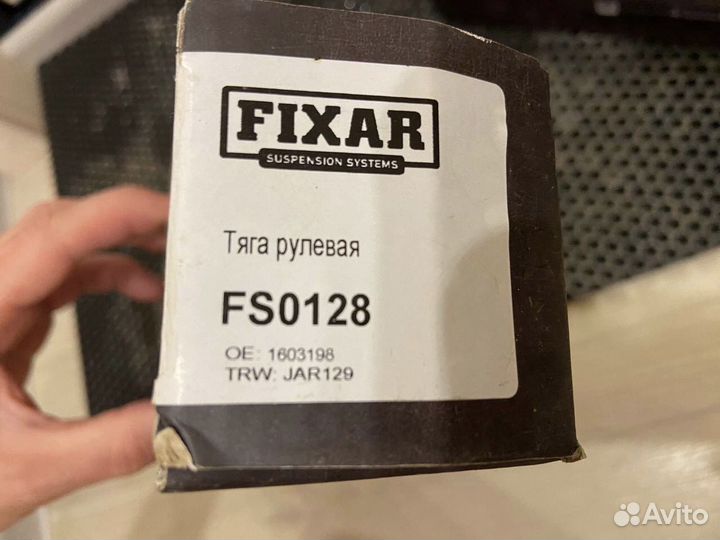 FIXAR
SUSPENSION SYSTEMS
Тяга рулевая
FS0128
OE: 1603198
TRW: JAR129
Avito